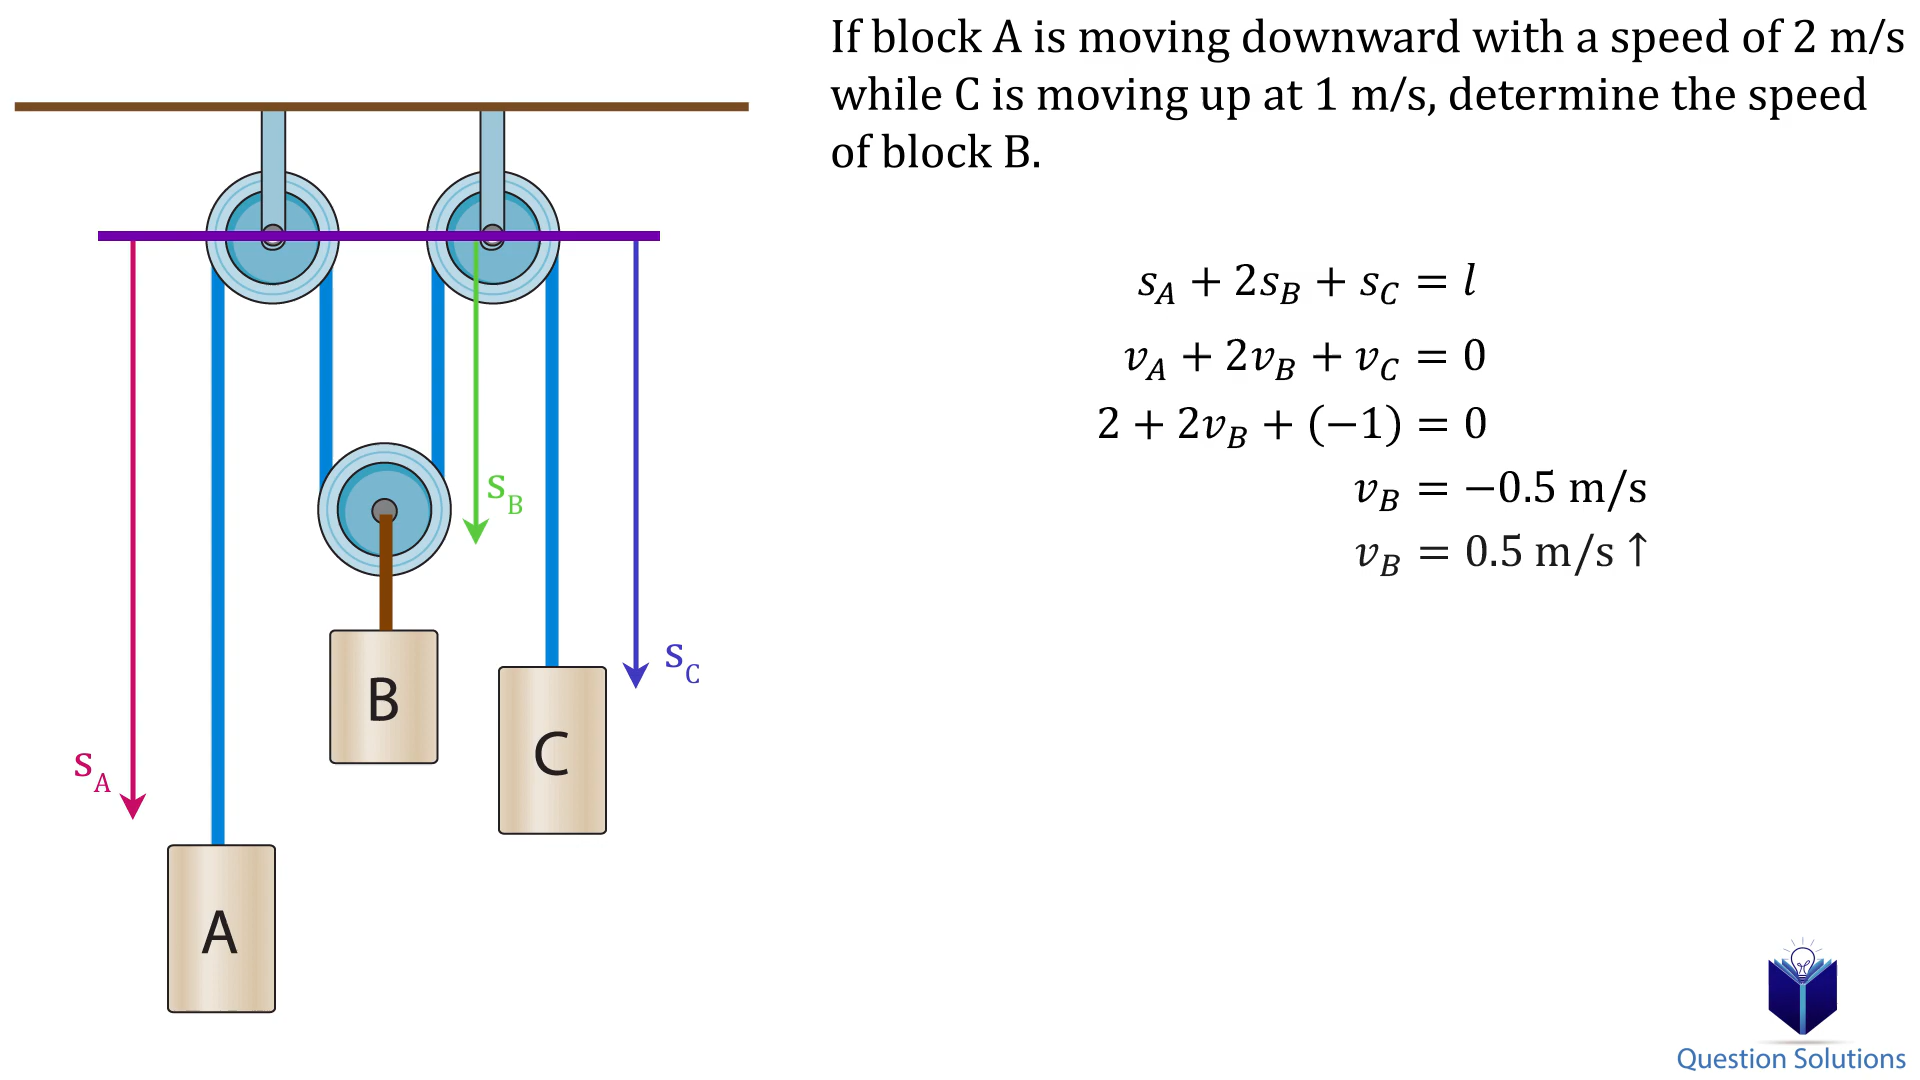 If block A is moving downward with a speed of 2 m/s
while C is moving up at 1 m/s, determine the speed
of block B.
s_A + 2s_B + s_C = l
v_A + 2v_B + v_C = 0
2 + 2v_B + (−1) = 0
v_B = −0.5 m/s
v_B = 0.5 m/s ↑
s_B
s_C
B
C
s_A
A
Question Solutions